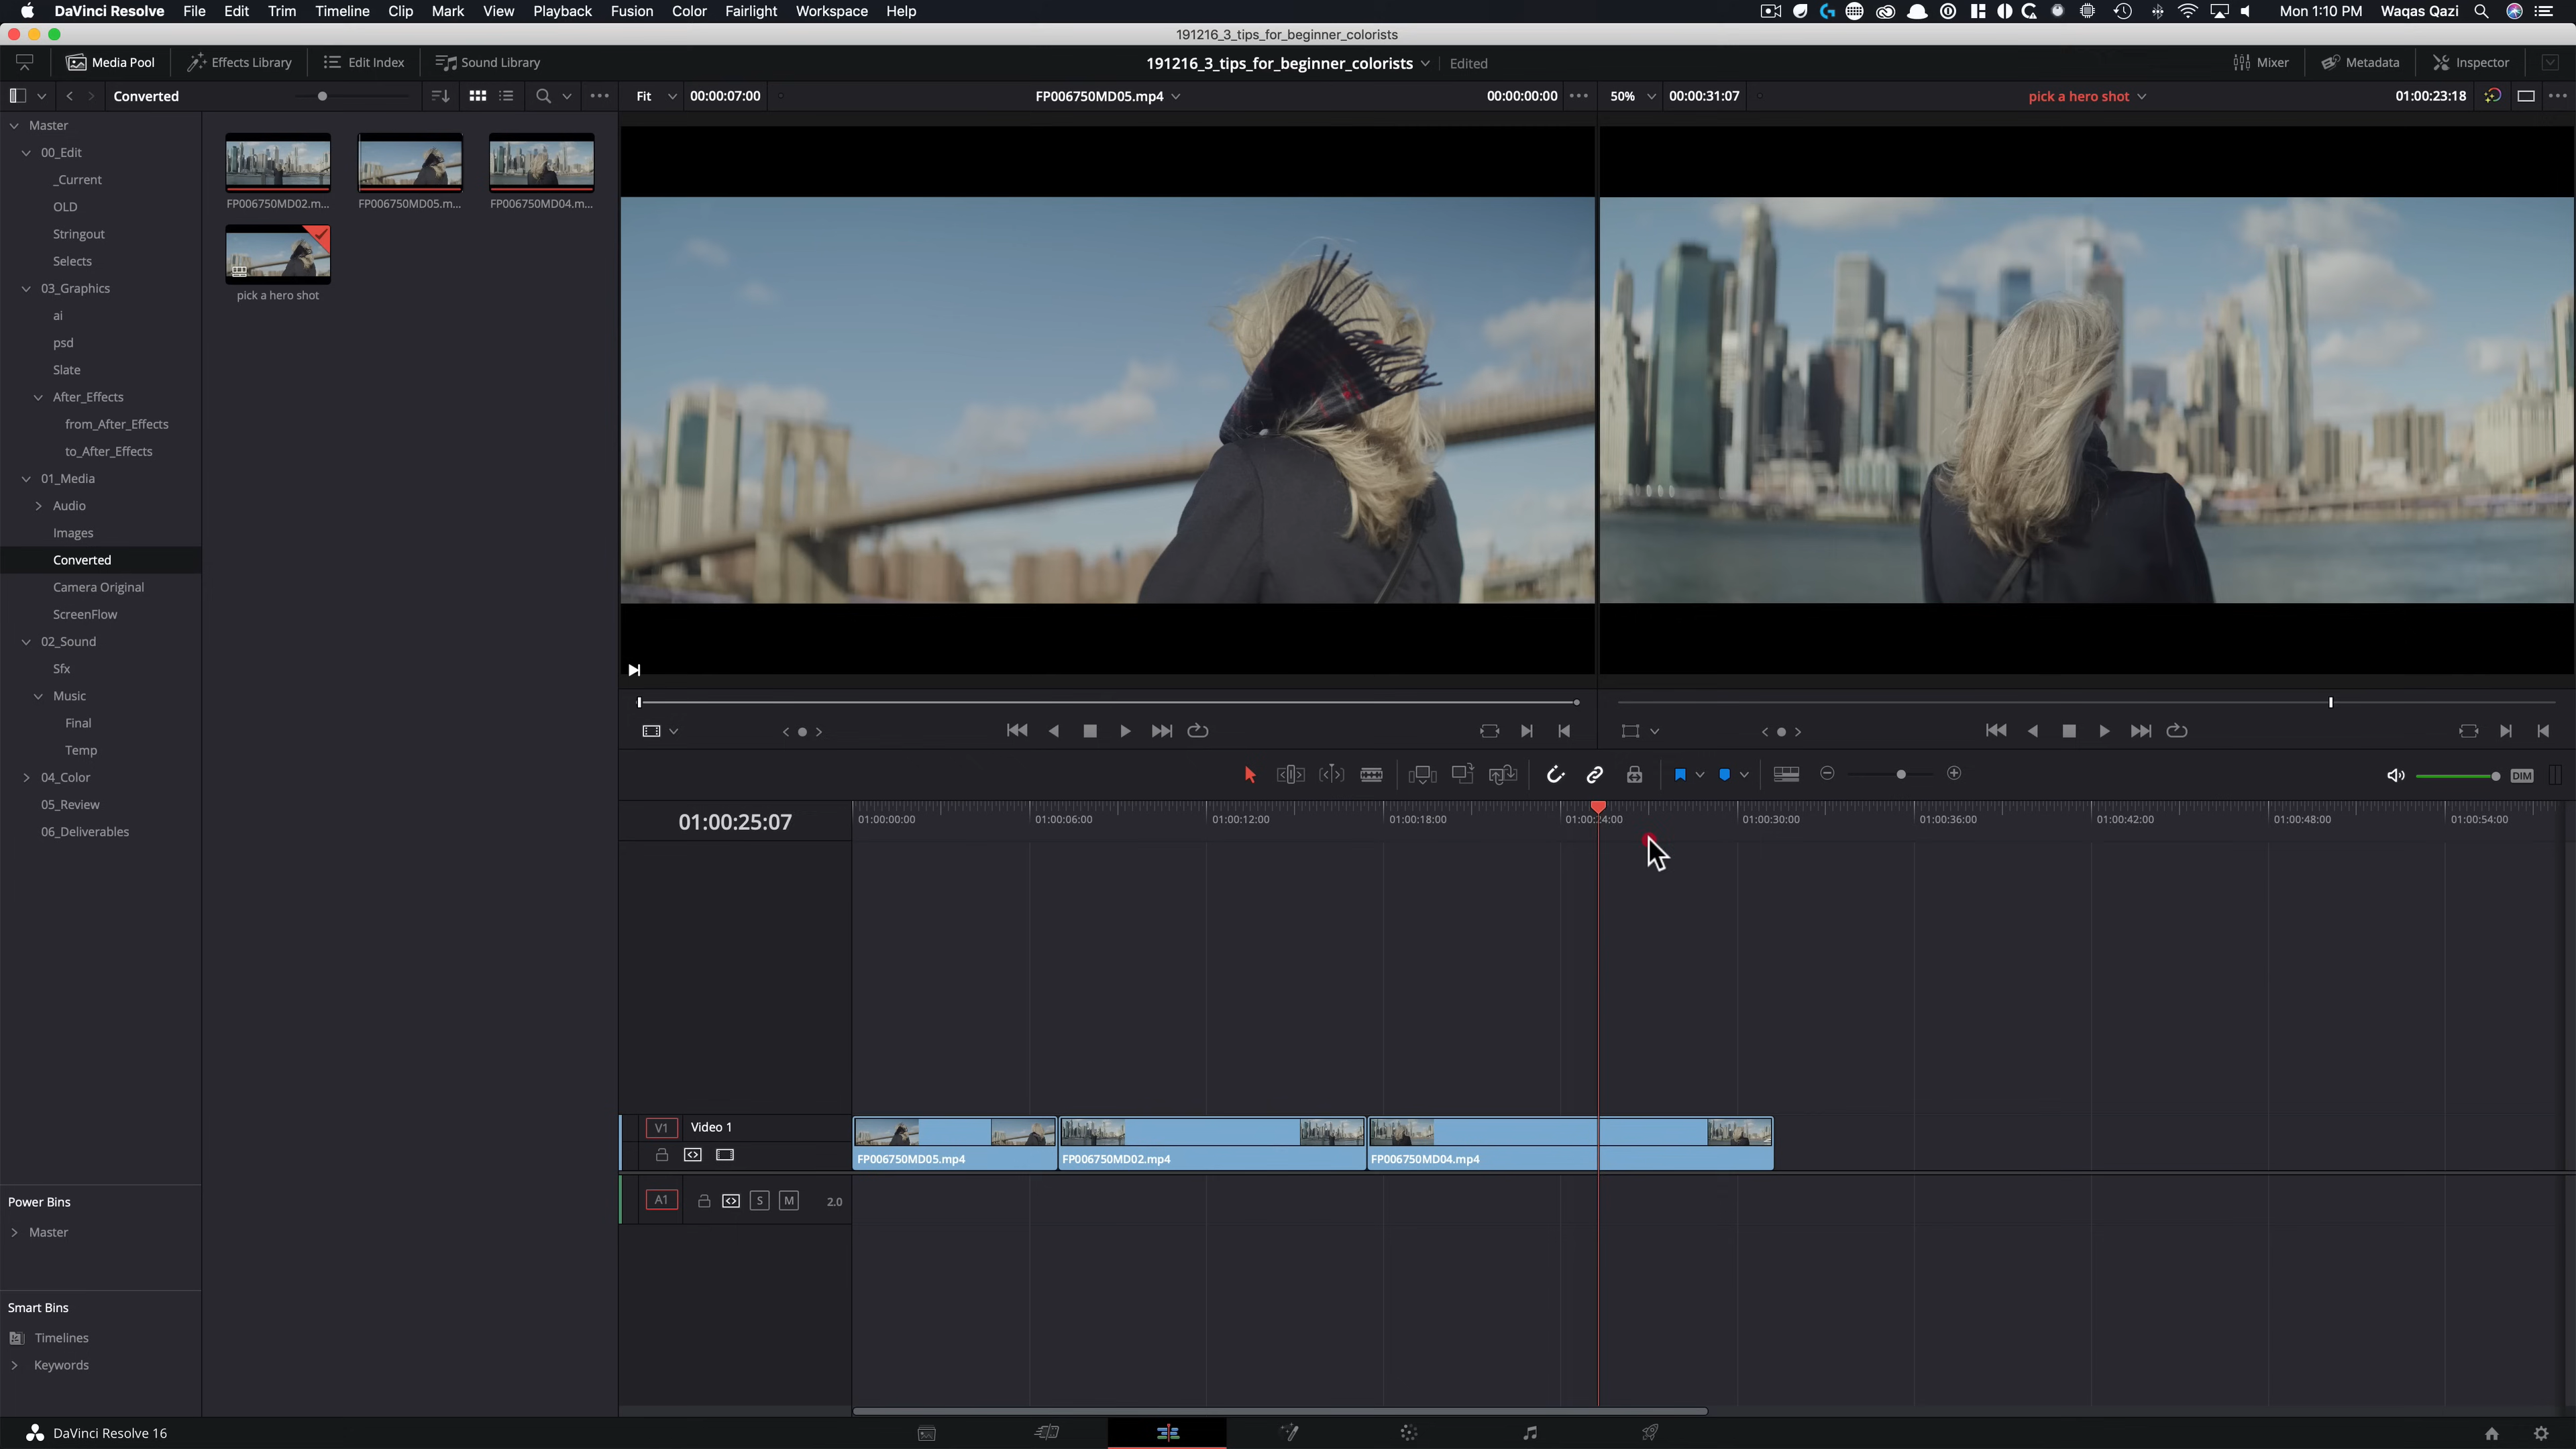 DaVinci Resolve File Edit Trim Timeline Clip Mark View Playback Fusion Color Fairlight Workspace Help Mon 1:10 PM Waqas Qazi
191216_3_tips_for_beginner_colorists
Media Pool Effects Library Edit Index Sound Library 191216_3_tips_for_beginner_colorists Edited Mixer Metadata Inspector
Converted Fit 00:00:07:00 FP006750MD05.mp4 00:00:00:00 50% 00:00:31:07 pick a hero shot 01:00:23:18
Master
00_Edit
_Current
OLD
Stringout
Selects
03_Graphics
ai
psd
Slate
After_Effects
from_After_Effects
to_After_Effects
01_Media
Audio
Images
Converted
Camera Original
ScreenFlow
02_Sound
Sfx
Music
Final
Temp
04_Color
05_Review
06_Deliverables
FP006750MD02.m... FP006750MD05.m... FP006750MD04.m...
pick a hero shot
DIM
01:00:25:07 01:00:00:00 01:00:06:00 01:00:12:00 01:00:18:00 01:00:24:00 01:00:30:00 01:00:36:00 01:00:42:00 01:00:48:00 01:00:54:00
V1 Video 1
FP006750MD05.mp4 FP006750MD02.mp4 FP006750MD04.mp4
A1 S M 2.0
Power Bins
Master
Smart Bins
Timelines
Keywords
DaVinci Resolve 16